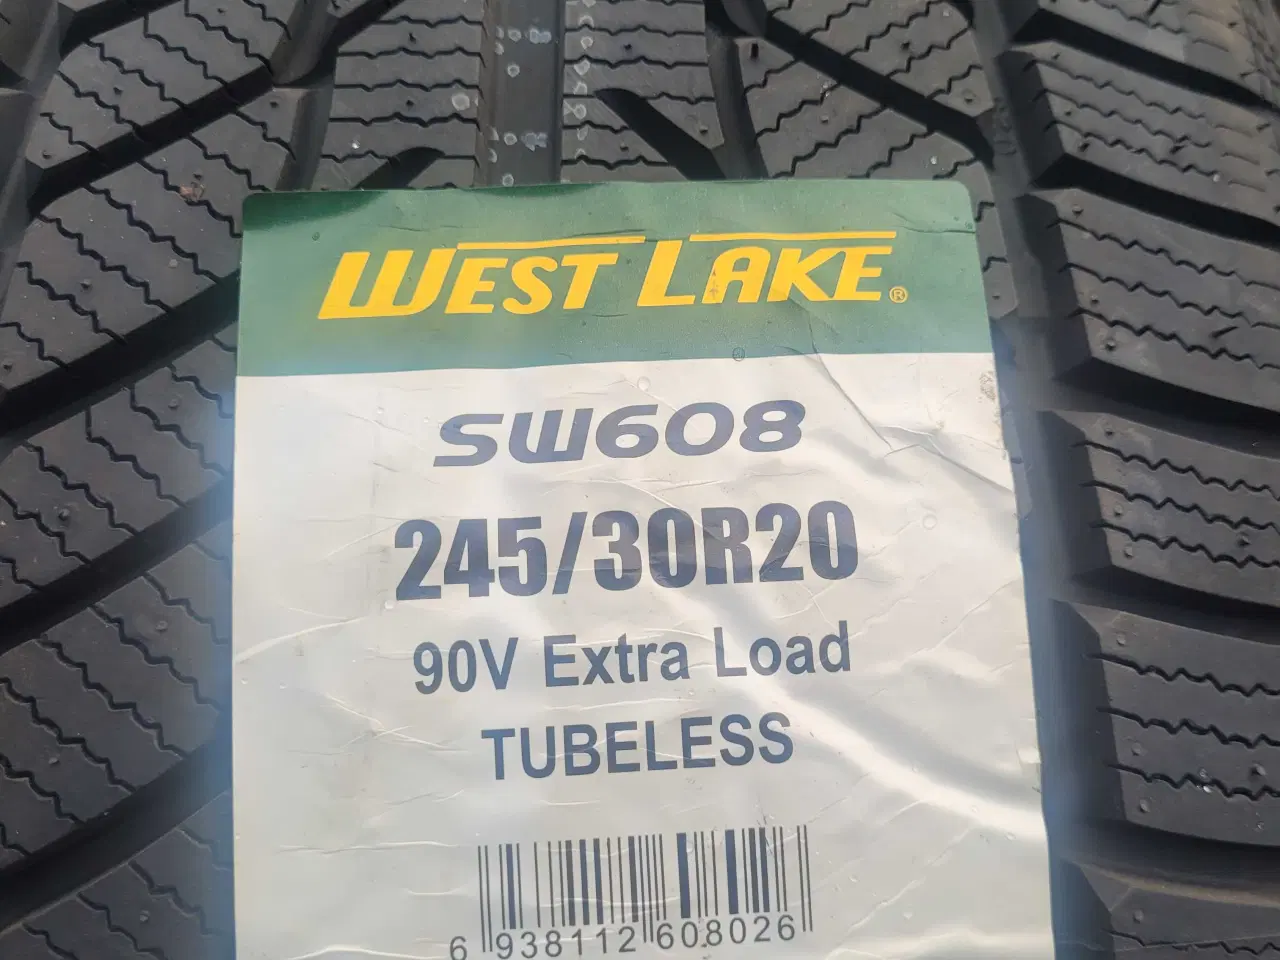 WEST LAKE®
SW608
245/30R20
90V Extra Load
TUBELESS
6 938112 608026